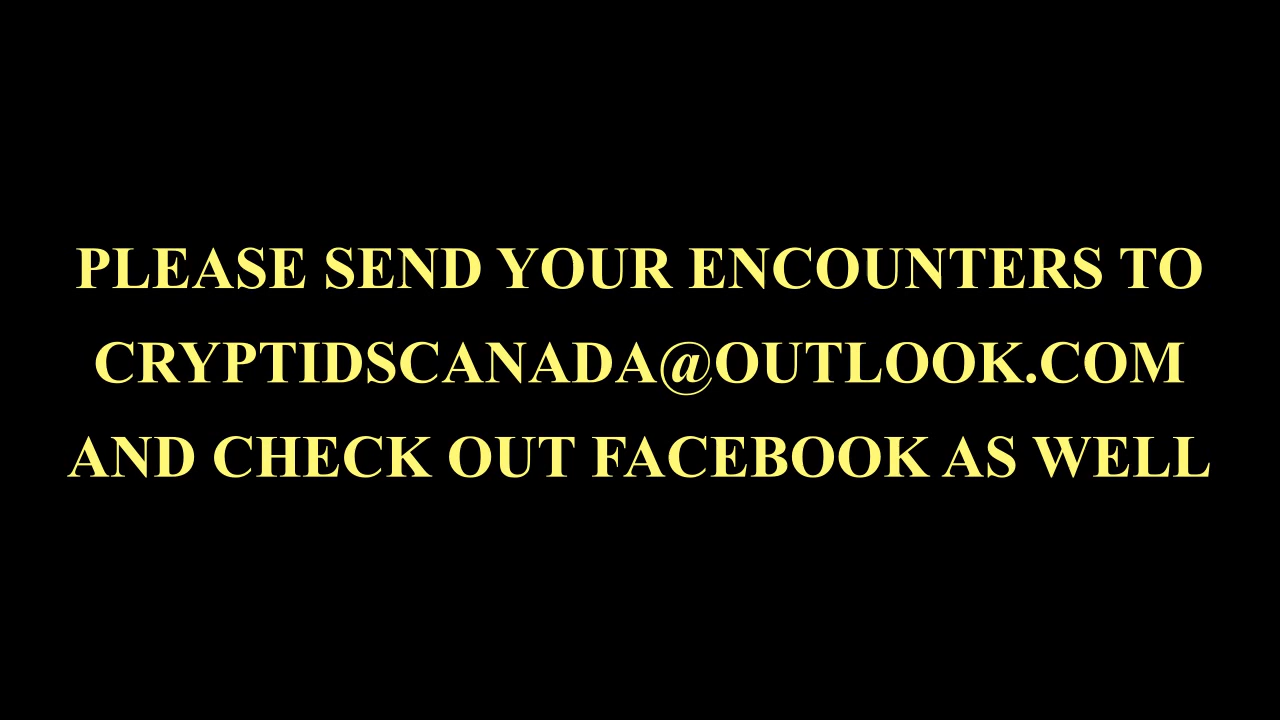 PLEASE SEND YOUR ENCOUNTERS TO
CRYPTIDSCANADA@OUTLOOK.COM
AND CHECK OUT FACEBOOK AS WELL